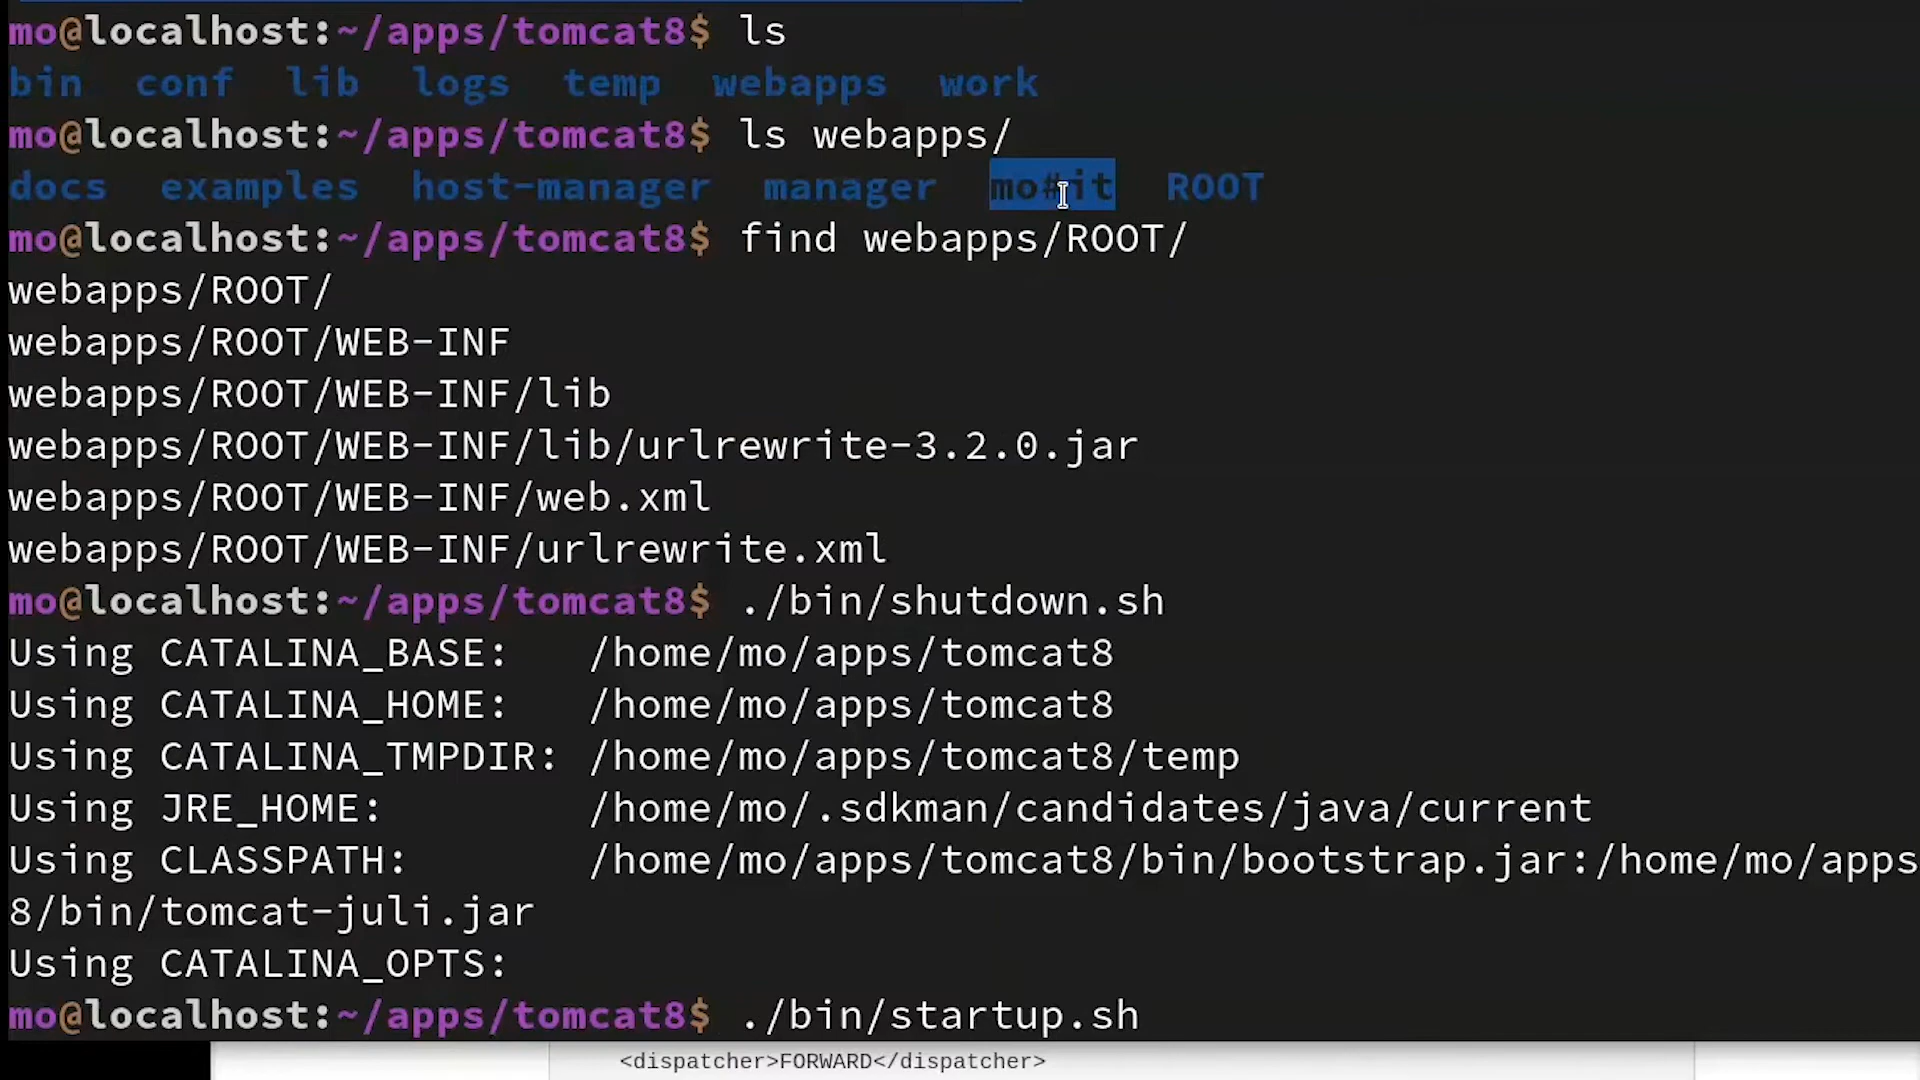 mo@localhost:~/apps/tomcat8$ ls
bin conf lib logs temp webapps work
mo@localhost:~/apps/tomcat8$ ls webapps/
docs examples host-manager manager mo#it ROOT
mo@localhost:~/apps/tomcat8$ find webapps/ROOT/
webapps/ROOT/
webapps/ROOT/WEB-INF
webapps/ROOT/WEB-INF/lib
webapps/ROOT/WEB-INF/lib/urlrewrite-3.2.0.jar
webapps/ROOT/WEB-INF/web.xml
webapps/ROOT/WEB-INF/urlrewrite.xml
mo@localhost:~/apps/tomcat8$ ./bin/shutdown.sh
Using CATALINA_BASE: /home/mo/apps/tomcat8
Using CATALINA_HOME: /home/mo/apps/tomcat8
Using CATALINA_TMPDIR: /home/mo/apps/tomcat8/temp
Using JRE_HOME: /home/mo/.sdkman/candidates/java/current
Using CLASSPATH: /home/mo/apps/tomcat8/bin/bootstrap.jar:/home/mo/apps
8/bin/tomcat-juli.jar
Using CATALINA_OPTS:
mo@localhost:~/apps/tomcat8$ ./bin/startup.sh
<dispatcher>FORWARD</dispatcher>